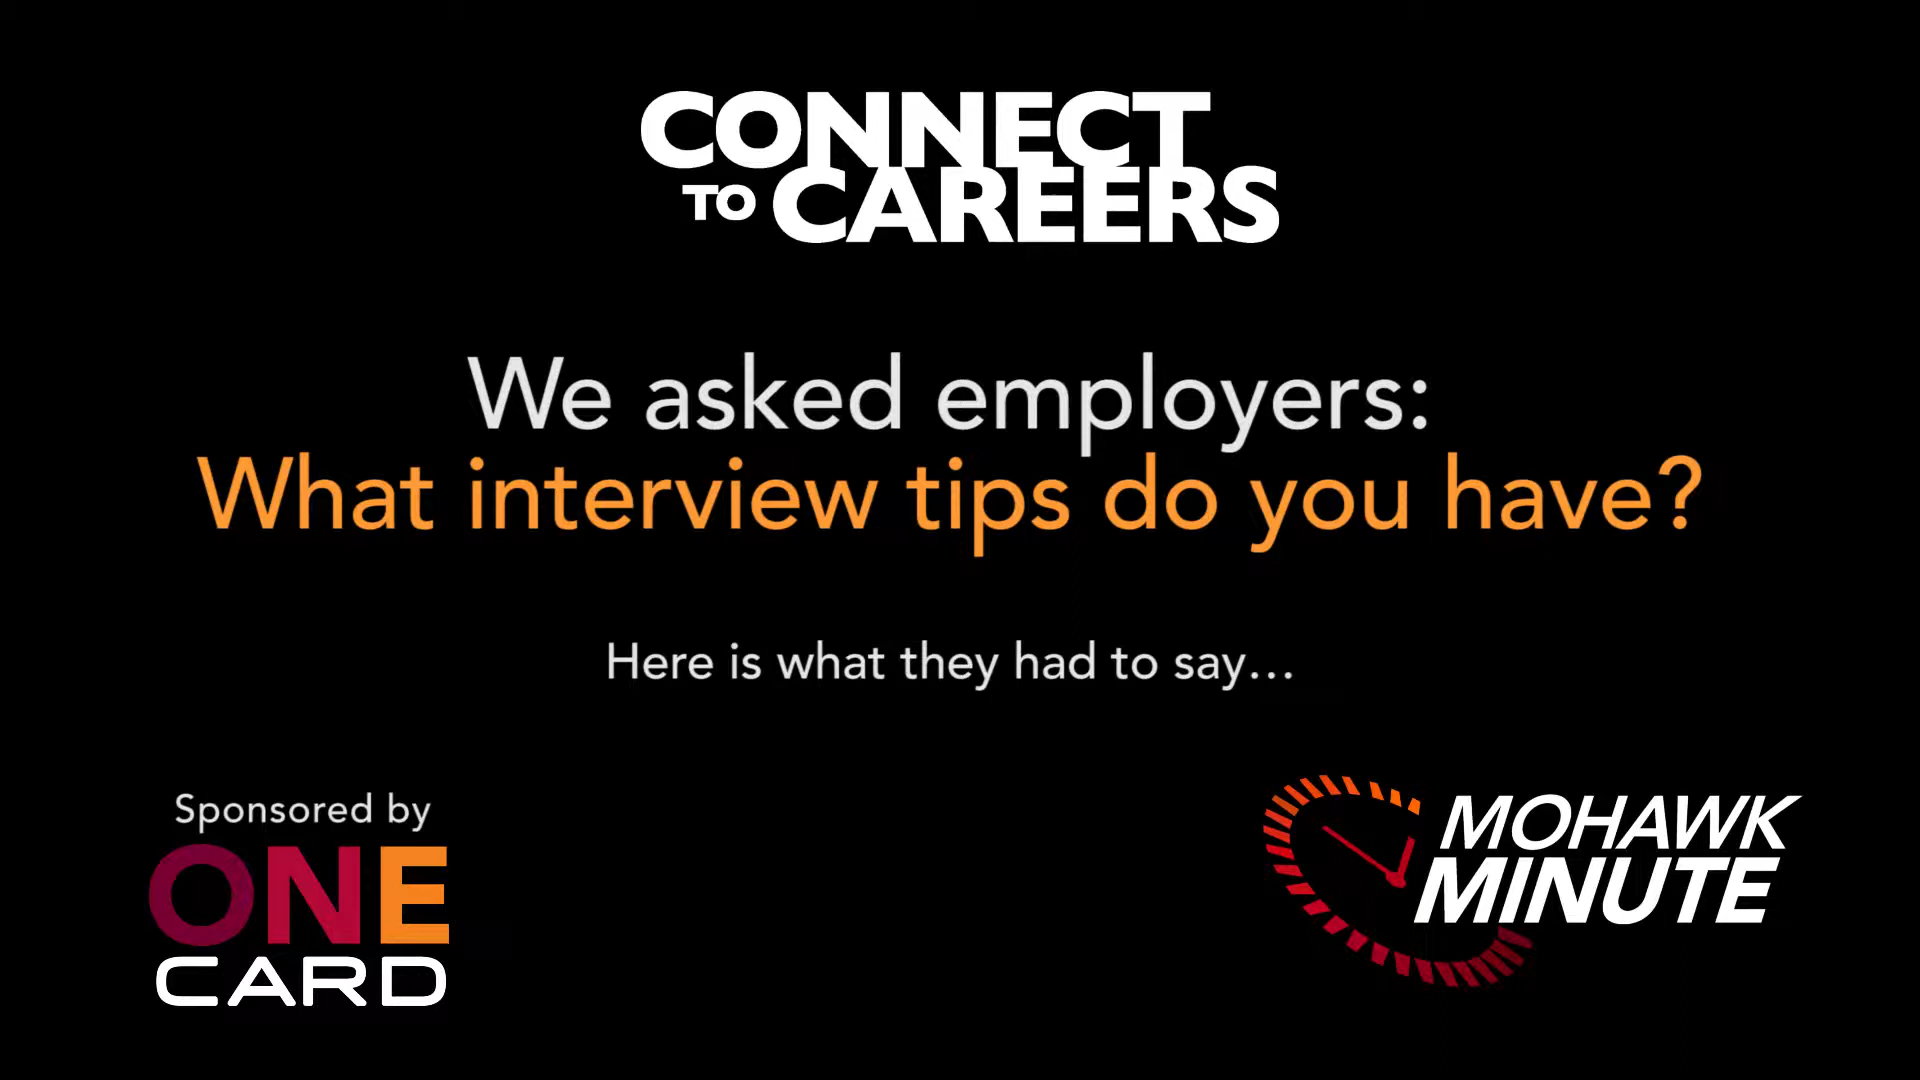 CONNECT
TO CAREERS
We asked employers:
What interview tips do you have?
Here is what they had to say...
Sponsored by
ONE
CARD
MOHAWK
MINUTE